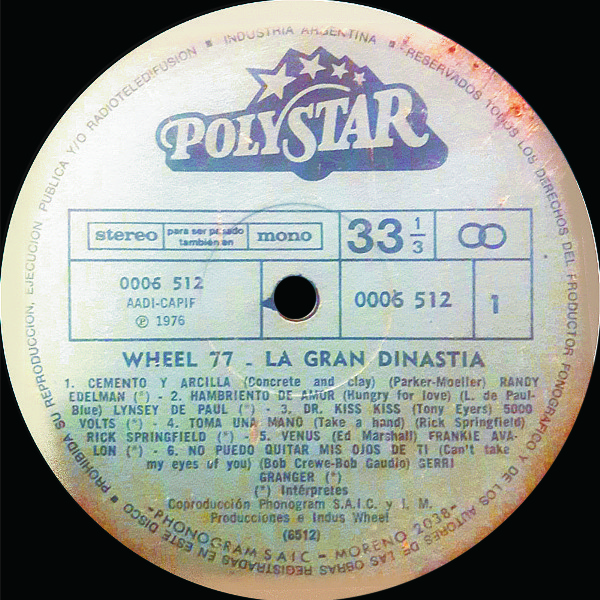 INDUSTRIA ARGENTINA ■ RESERVADOS TODOS LOS DERECHOS DEL PRODUCTOR FONOGRAFICO Y DE LOS AUTORES DE LAS OBRAS REGISTRADAS EN ESTE DISCO ■ PROHIBIDA SU REPRODUCCION, EJECUCION PUBLICA Y/O RADIOTELEDIFUSION ■
POLYSTAR
stereo para ser pasado también en mono
33 1/3
0006 512
AADI-CAPIF
℗ 1976
0006 512
1
WHEEL 77 - LA GRAN DINASTIA
1. CEMENTO Y ARCILLA (Concrete and clay) (Parker-Moeller) RANDY
EDELMAN (*) - 2. HAMBRIENTO DE AMOR (Hungry for love) (L. de Paul-
Blue) LYNSEY DE PAUL (*) - 3. DR. KISS KISS (Tony Eyers) 5000
VOLTS (*) - 4. TOMA UNA MANO (Take a hand) (Rick Springfield)
RICK SPRINGFIELD (*) - 5. VENUS (Ed Marshall) FRANKIE AVA-
LON (*) - 6. NO PUEDO QUITAR MIS OJOS DE TI (Can't take
my eyes of you) (Bob Crewe-Bob Gaudio) GERRI
GRANGER (*)
(*) Intérpretes
Coproducción Phonogram S.A.I.C. y I. M.
Producciones e Indus Wheel
(6512)
-PHONOGRAM SAIC - MORENO 2038-